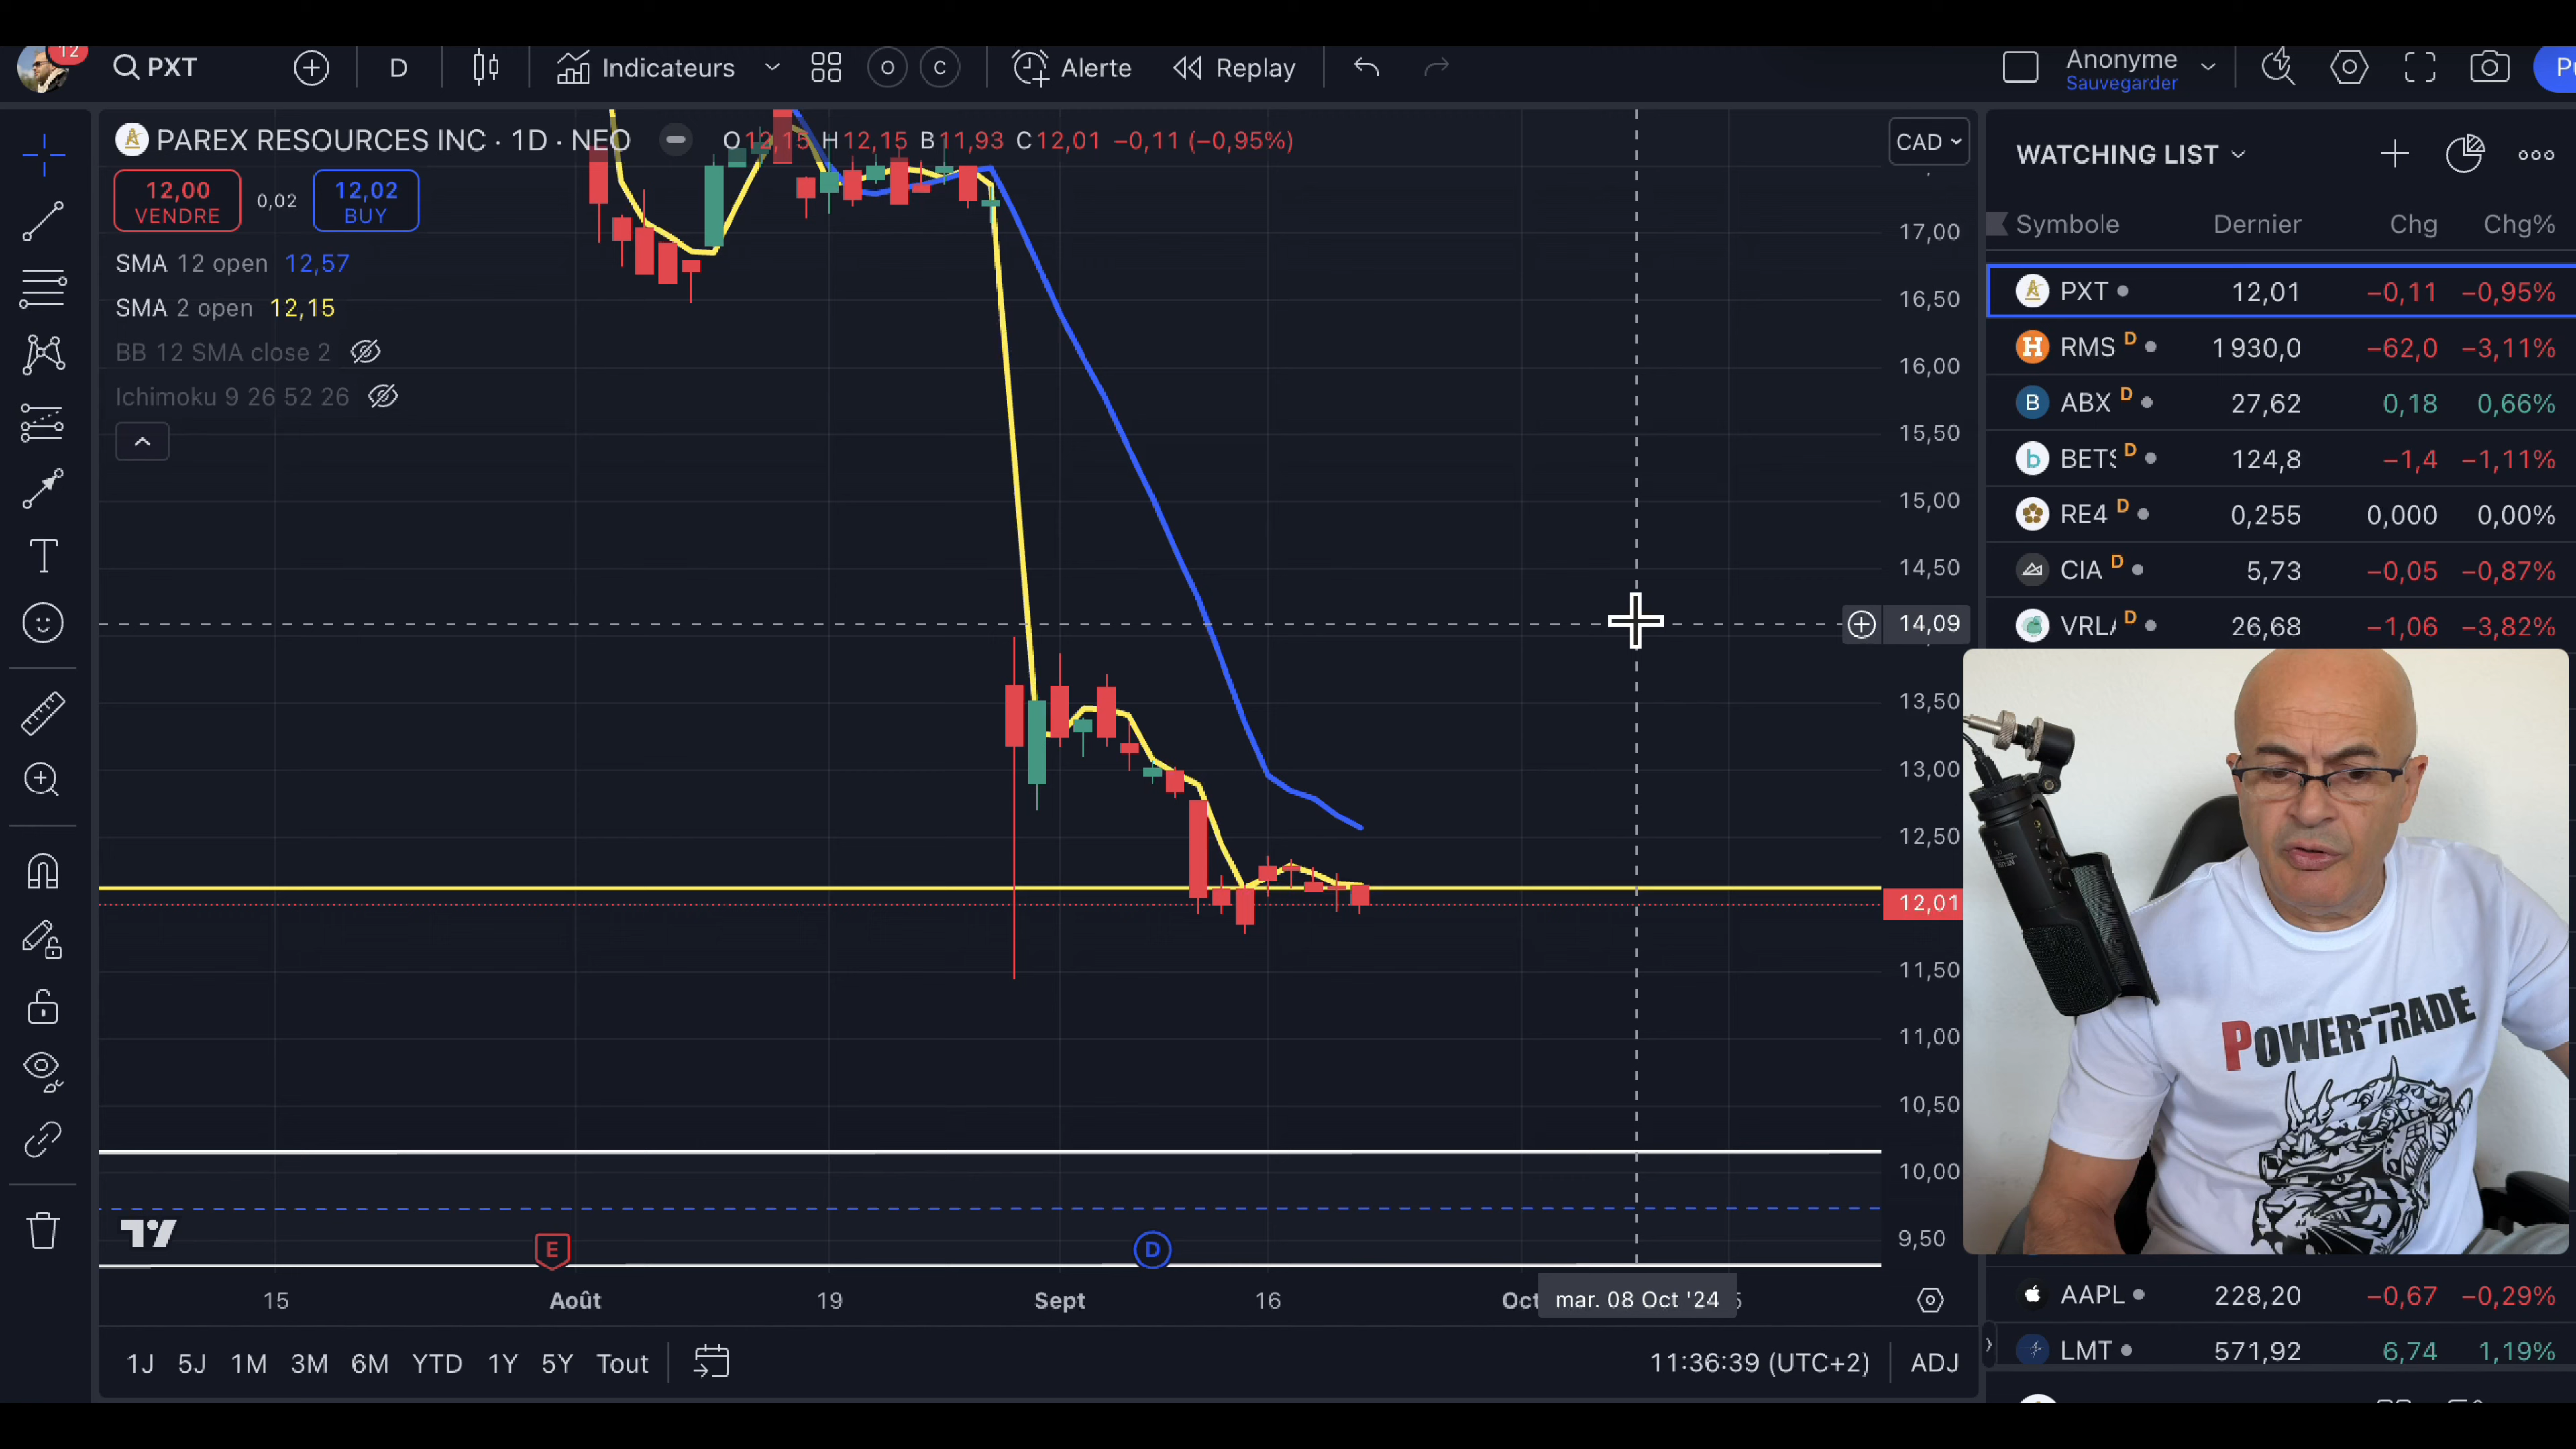 12
PXT
D
Indicateurs
O
C
Alerte
Replay
Anonyme
Sauvegarder
PAREX RESOURCES INC · 1D · NEO
O12,15 H12,15 B11,93 C12,01 −0,11 (−0,95%)
CAD
12,00
VENDRE
0,02
12,02
BUY
SMA 12 open 12,57
SMA 2 open 12,15
BB 12 SMA close 2
Ichimoku 9 26 52 26
17,00
16,50
16,00
15,50
15,00
14,50
14,09
13,50
13,00
12,50
12,01
11,50
11,00
10,50
10,00
9,50
E
D
15
Août
19
Sept
16
Oct
mar. 08 Oct '24
1J 5J 1M 3M 6M YTD 1Y 5Y Tout
11:36:39 (UTC+2)
ADJ
WATCHING LIST
Symbole Dernier Chg Chg%
PXT 12,01 −0,11 −0,95%
RMS D 1 930,0 −62,0 −3,11%
ABX D 27,62 0,18 0,66%
BETS D 124,8 −1,4 −1,11%
RE4 D 0,255 0,000 0,00%
CIA D 5,73 −0,05 −0,87%
VRLA D 26,68 −1,06 −3,82%
POWER-TRADE
AAPL 228,20 −0,67 −0,29%
LMT 571,92 6,74 1,19%